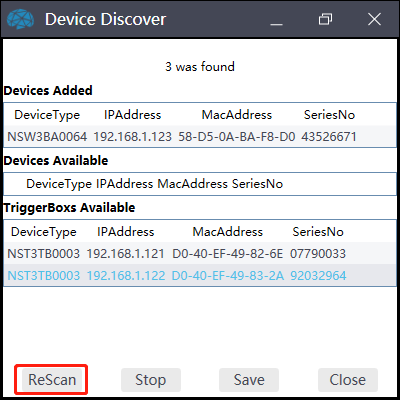 Device Discover
3 was found
Devices Added
DeviceType IPAddress MacAddress SeriesNo
NSW3BA0064 192.168.1.123 58-D5-0A-BA-F8-D0 43526671
Devices Available
DeviceType IPAddress MacAddress SeriesNo
TriggerBoxs Available
DeviceType IPAddress MacAddress SeriesNo
NST3TB0003 192.168.1.121 D0-40-EF-49-82-6E 07790033
NST3TB0003 192.168.1.122 D0-40-EF-49-83-2A 92032964
ReScan Stop Save Close